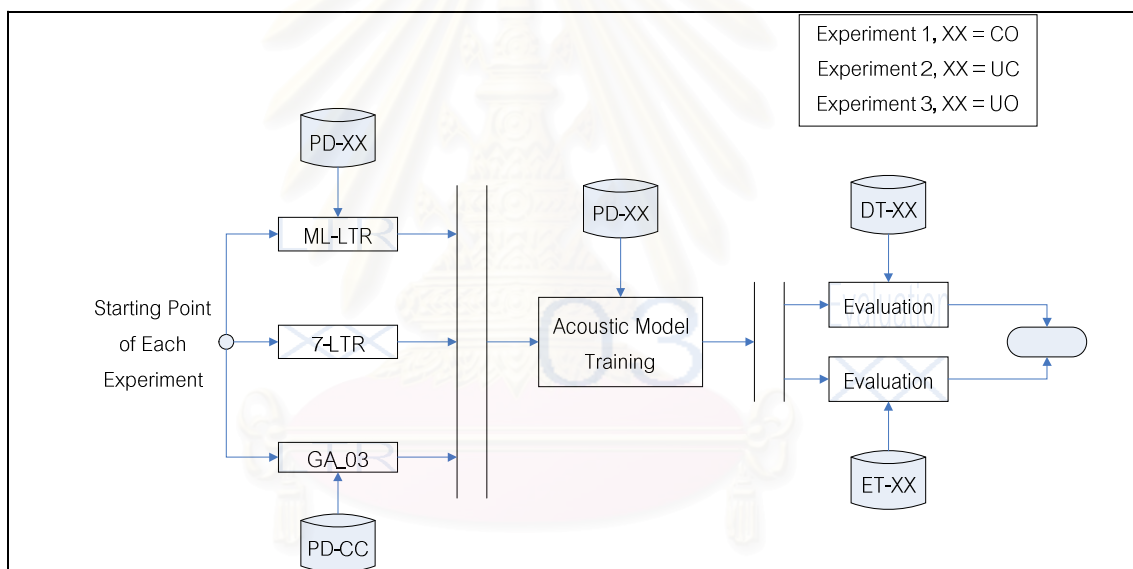 Experiment 1, XX = CO
Experiment 2, XX = UC
Experiment 3, XX = UO
PD-XX
ML-LTR
Starting Point
of Each
Experiment
7-LTR
GA_03
PD-CC
PD-XX
Acoustic Model
Training
DT-XX
Evaluation
Evaluation
ET-XX